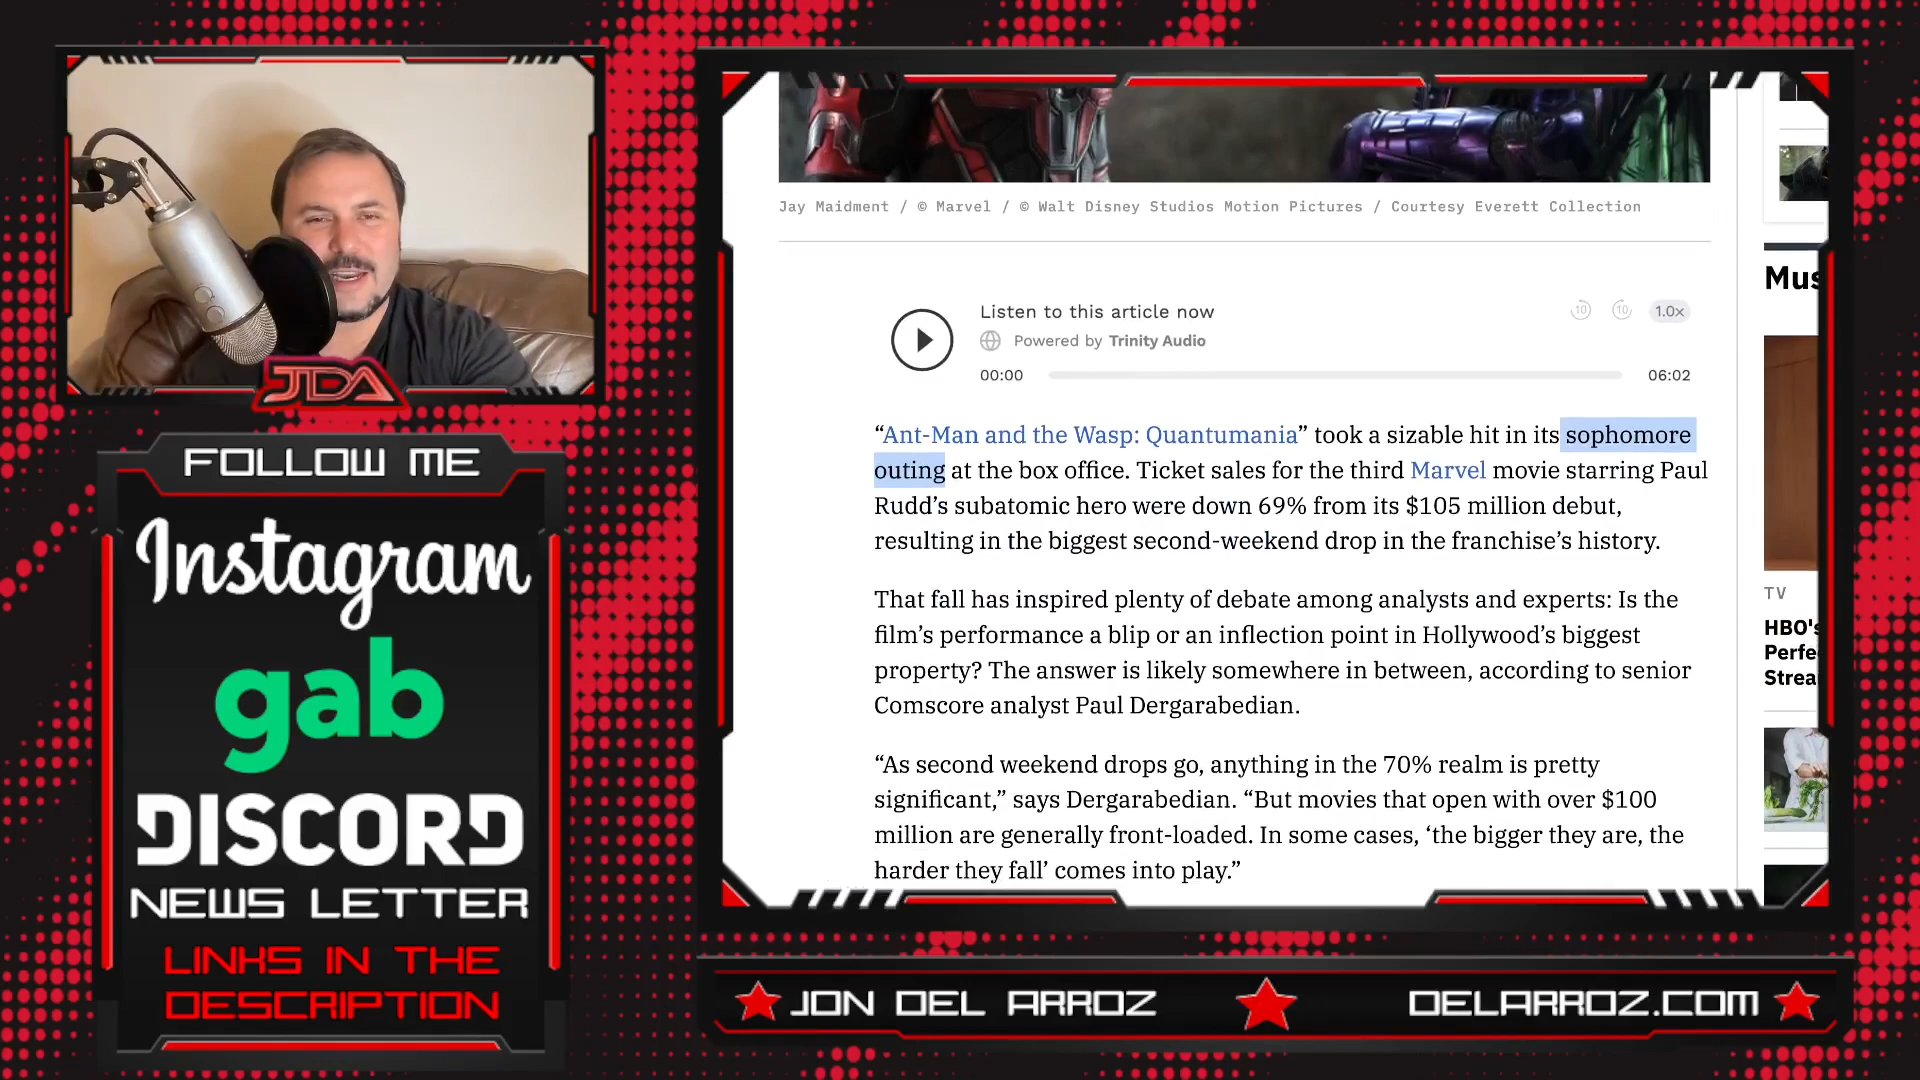 JDA
FOLLOW ME
Instagram
gab
DISCORD
NEWS LETTER
LINKS IN THE
DESCRIPTION
Jay Maidment / © Marvel / © Walt Disney Studios Motion Pictures / Courtesy Everett Collection
Listen to this article now
10 10 1.0x
Powered by Trinity Audio
00:00 06:02
“Ant-Man and the Wasp: Quantumania” took a sizable hit in its sophomore
outing at the box office. Ticket sales for the third Marvel movie starring Paul
Rudd’s subatomic hero were down 69% from its $105 million debut,
resulting in the biggest second-weekend drop in the franchise’s history.
That fall has inspired plenty of debate among analysts and experts: Is the
film’s performance a blip or an inflection point in Hollywood’s biggest
property? The answer is likely somewhere in between, according to senior
Comscore analyst Paul Dergarabedian.
“As second weekend drops go, anything in the 70% realm is pretty
significant,” says Dergarabedian. “But movies that open with over $100
million are generally front-loaded. In some cases, ‘the bigger they are, the
harder they fall’ comes into play.”
Mus
TV
HBO's
Perfe
Strea
JON DEL ARROZ
DELARROZ.COM